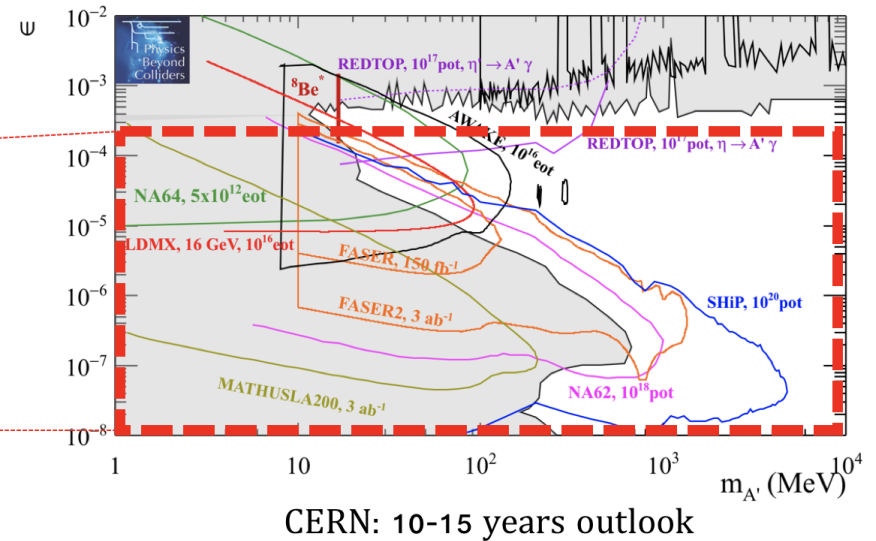 ε
10⁻²
10⁻³
10⁻⁴
10⁻⁵
10⁻⁶
10⁻⁷
10⁻⁸
Physics
Beyond
Colliders
REDTOP, 10¹⁷pot, η' → A' γ
⁸Be*
AWAKE, 10¹⁶eot
REDTOP, 10¹⁷pot, η → A' γ
NA64, 5x10¹²eot
LDMX, 16 GeV, 10¹⁶eot
FASER, 150 fb⁻¹
FASER2, 3 ab⁻¹
SHiP, 10²⁰pot
NA62, 10¹⁸pot
MATHUSLA200, 3 ab⁻¹
1 10 10² 10³ 10⁴
m_A' (MeV)
CERN: 10-15 years outlook